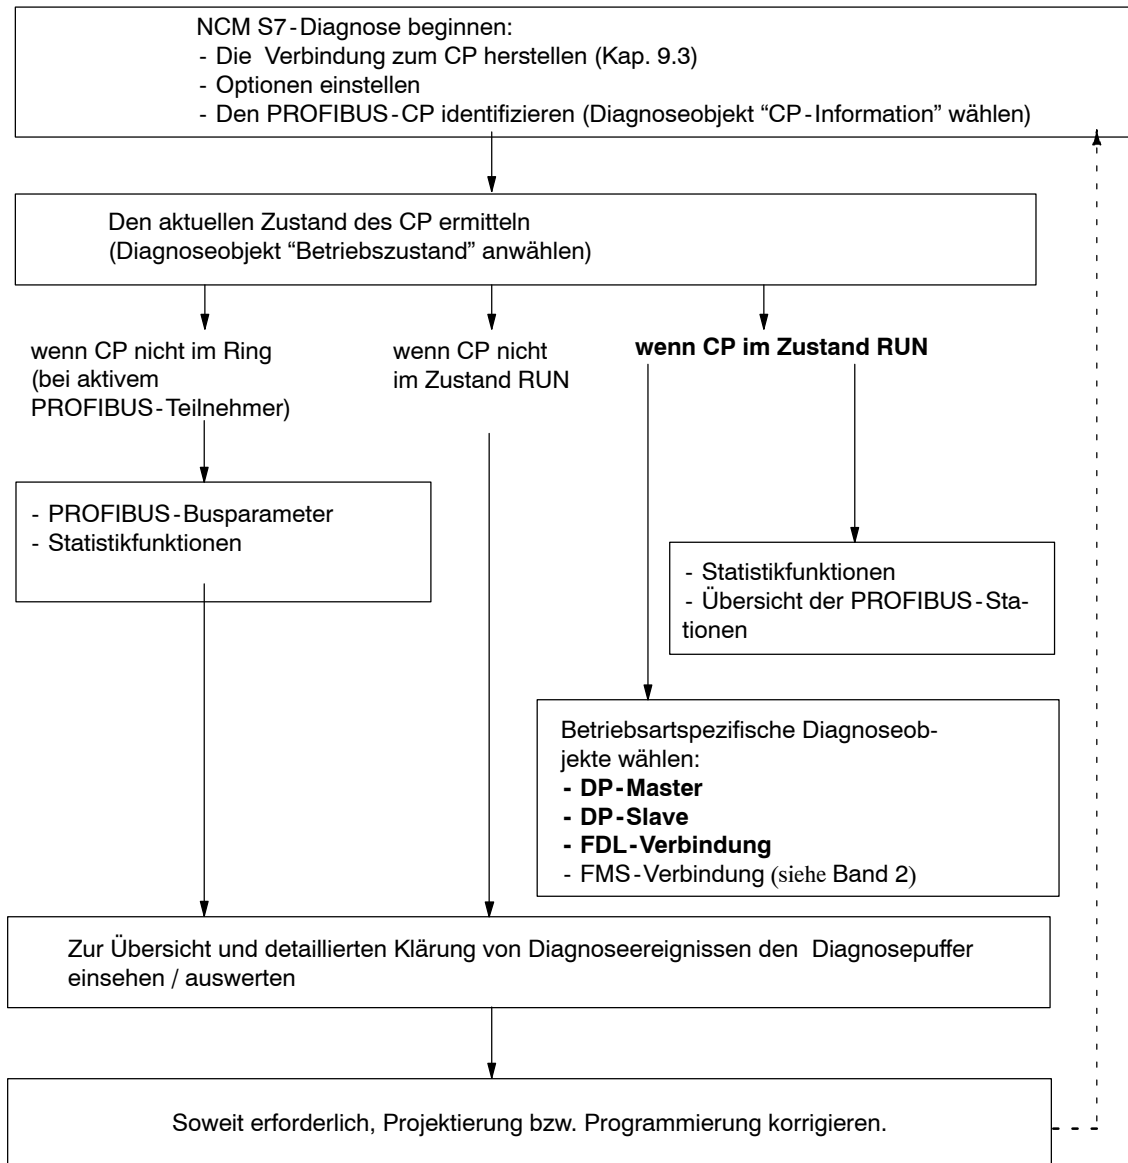 NCM S7-Diagnose beginnen:
- Die Verbindung zum CP herstellen (Kap. 9.3)
- Optionen einstellen
- Den PROFIBUS-CP identifizieren (Diagnoseobjekt “CP-Information” wählen)
Den aktuellen Zustand des CP ermitteln
(Diagnoseobjekt “Betriebszustand” anwählen)
wenn CP nicht im Ring
(bei aktivem
PROFIBUS-Teilnehmer)
wenn CP nicht
im Zustand RUN
wenn CP im Zustand RUN
- PROFIBUS-Busparameter
- Statistikfunktionen
- Statistikfunktionen
- Übersicht der PROFIBUS-Sta-
tionen
Betriebsartspezifische Diagnoseob-
jekte wählen:
- DP-Master
- DP-Slave
- FDL-Verbindung
- FMS-Verbindung (siehe Band 2)
Zur Übersicht und detaillierten Klärung von Diagnoseereignissen den Diagnosepuffer
einsehen / auswerten
Soweit erforderlich, Projektierung bzw. Programmierung korrigieren.